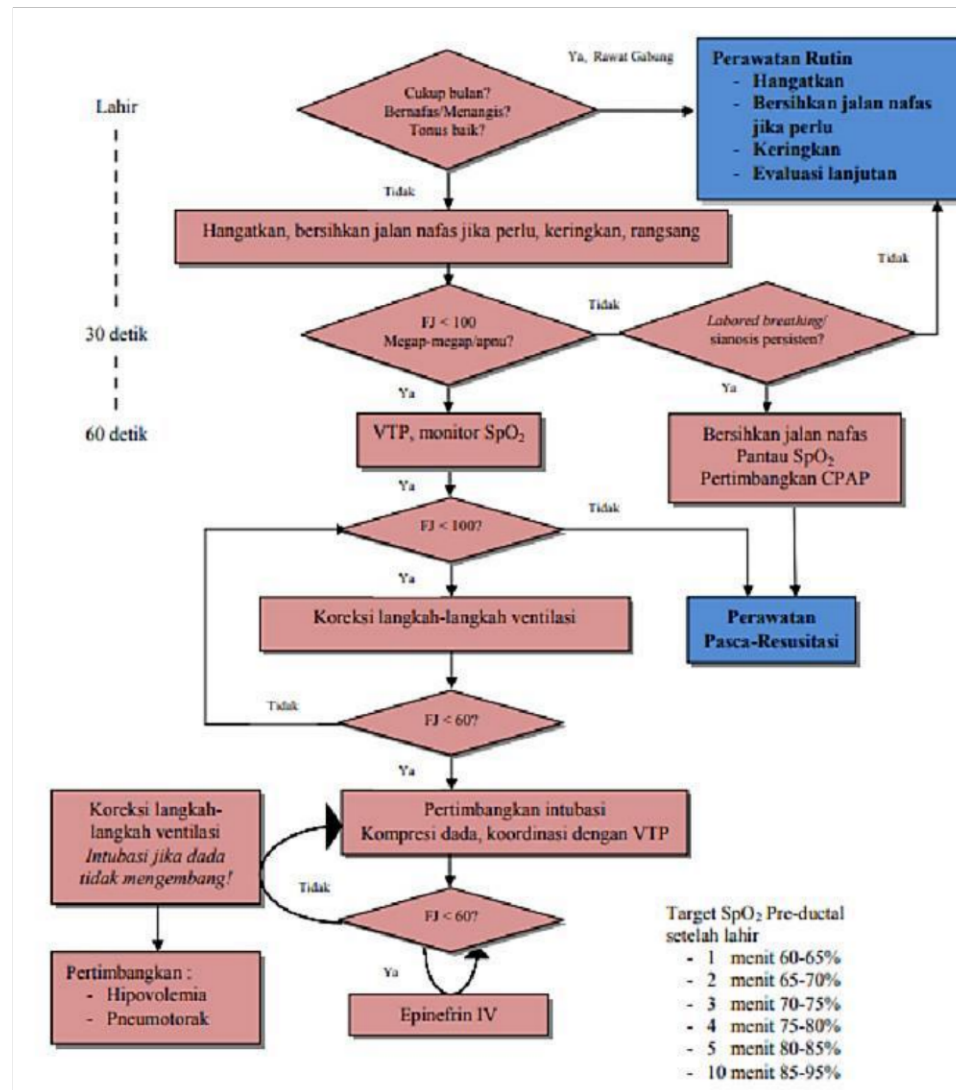 Ya, Rawat Gabung
Perawatan Rutin
- Hangatkan
- Bersihkan jalan nafas
jika perlu
- Keringkan
- Evaluasi lanjutan
Lahir
Cukup bulan?
Bernafas/Menangis?
Tonus baik?
Tidak
Hangatkan, bersihkan jalan nafas jika perlu, keringkan, rangsang
Tidak
30 detik
FJ < 100
Megap-megap/apnu?
Tidak
Labored breathing/
sianosis persisten?
Ya
Ya
60 detik
VTP, monitor SpO₂
Bersihkan jalan nafas
Pantau SpO₂
Pertimbangkan CPAP
Ya
FJ < 100?
Tidak
Ya
Koreksi langkah-langkah ventilasi
Perawatan
Pasca-Resusitasi
Tidak
FJ < 60?
Ya
Koreksi langkah-
langkah ventilasi
Intubasi jika dada
tidak mengembang!
Pertimbangkan intubasi
Kompresi dada, koordinasi dengan VTP
Tidak
FJ < 60?
Ya
Epinefrin IV
Pertimbangkan :
- Hipovolemia
- Pneumotorak
Target SpO₂ Pre-ductal
setelah lahir
- 1 menit 60-65%
- 2 menit 65-70%
- 3 menit 70-75%
- 4 menit 75-80%
- 5 menit 80-85%
- 10 menit 85-95%